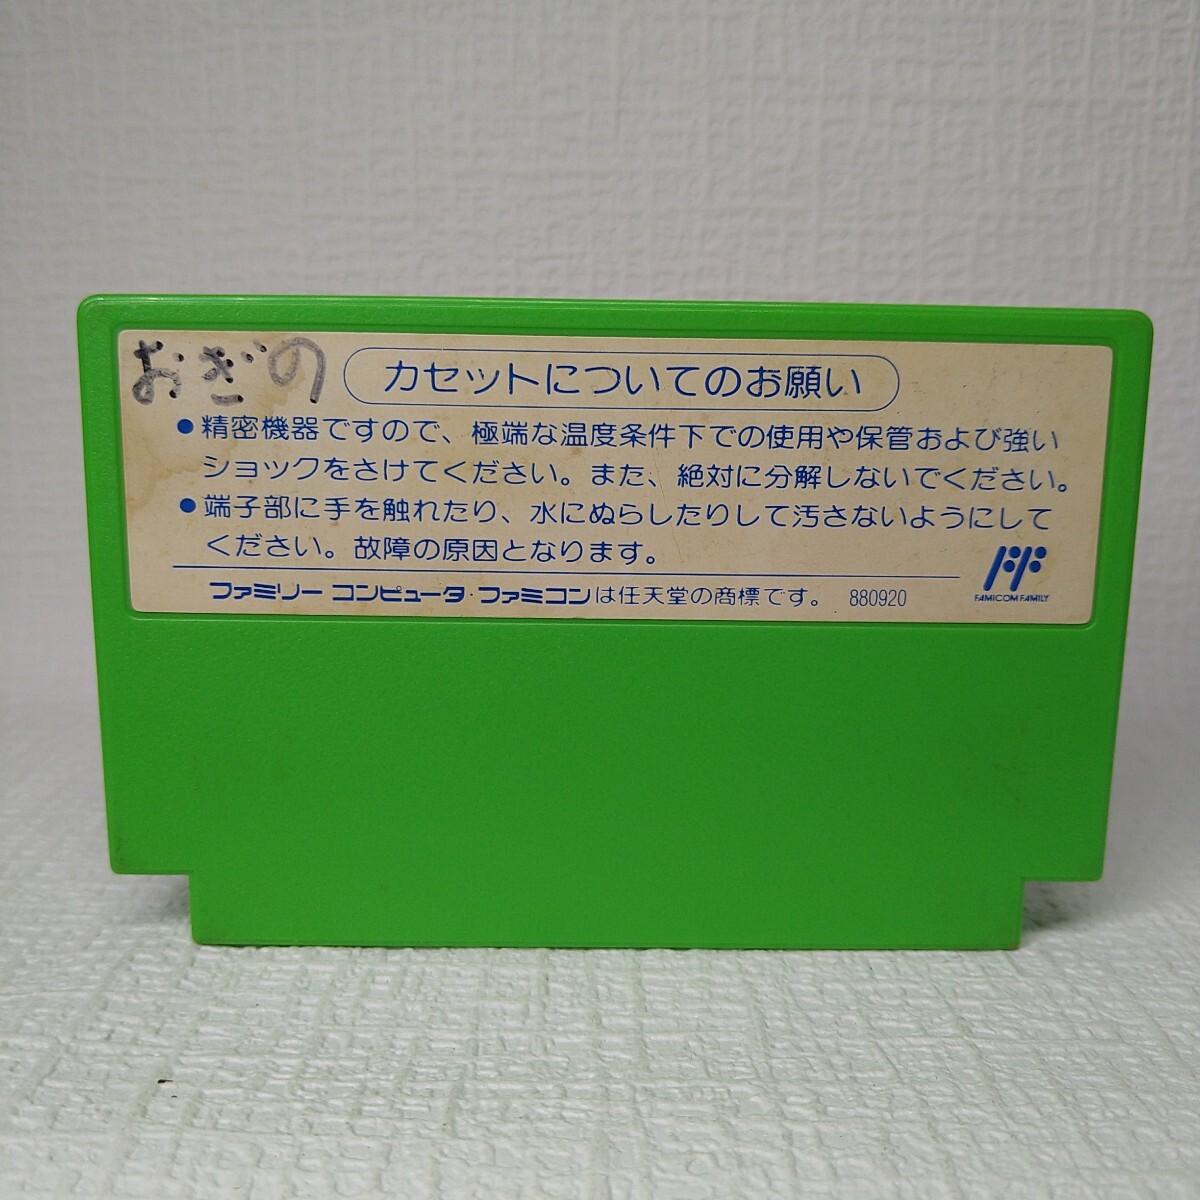 おぎの
カセットについてのお願い
●精密機器ですので、極端な温度条件下での使用や保管および強い
ショックをさけてください。また、絶対に分解しないでください。
●端子部に手を触れたり、水にぬらしたりして汚さないようにして
ください。故障の原因となります。
ファミリーコンピュータ・ファミコンは任天堂の商標です。 880920
FF
FAMICOM FAMILY